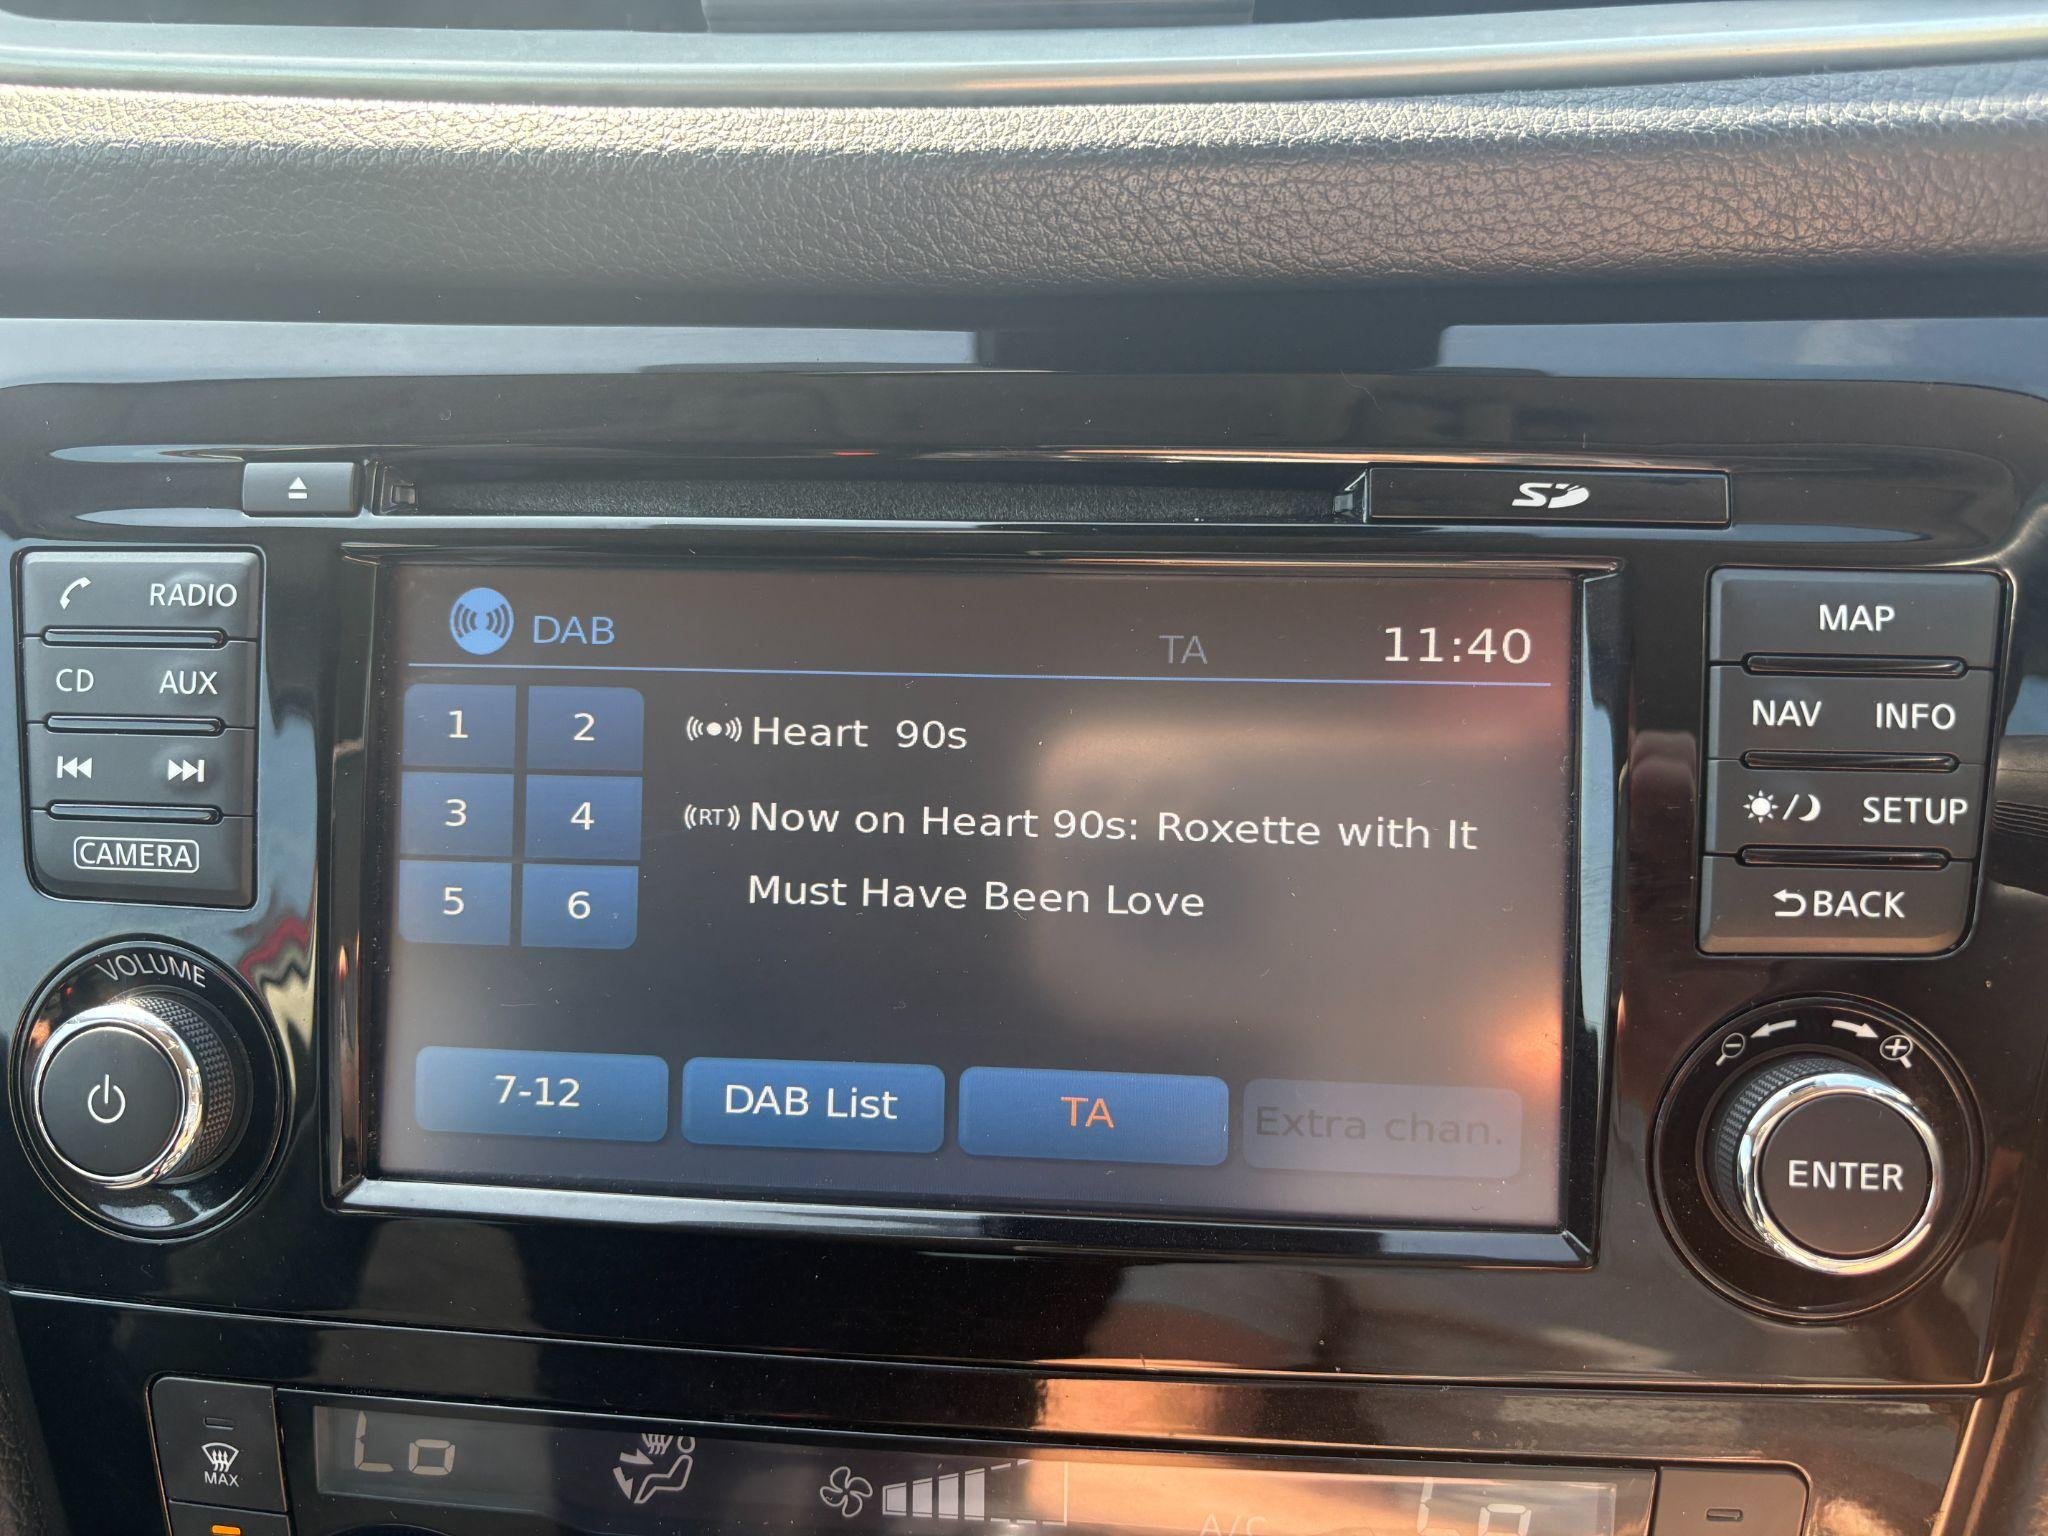 SD
RADIO
CD AUX
CAMERA
VOLUME
DAB
TA
11:40
1 2
3 4
5 6
Heart 90s
RT
Now on Heart 90s: Roxette with It
Must Have Been Love
7-12
DAB List
TA
Extra chan.
MAP
NAV INFO
/ SETUP
BACK
ENTER
MAX
Lo
A/C
Lo